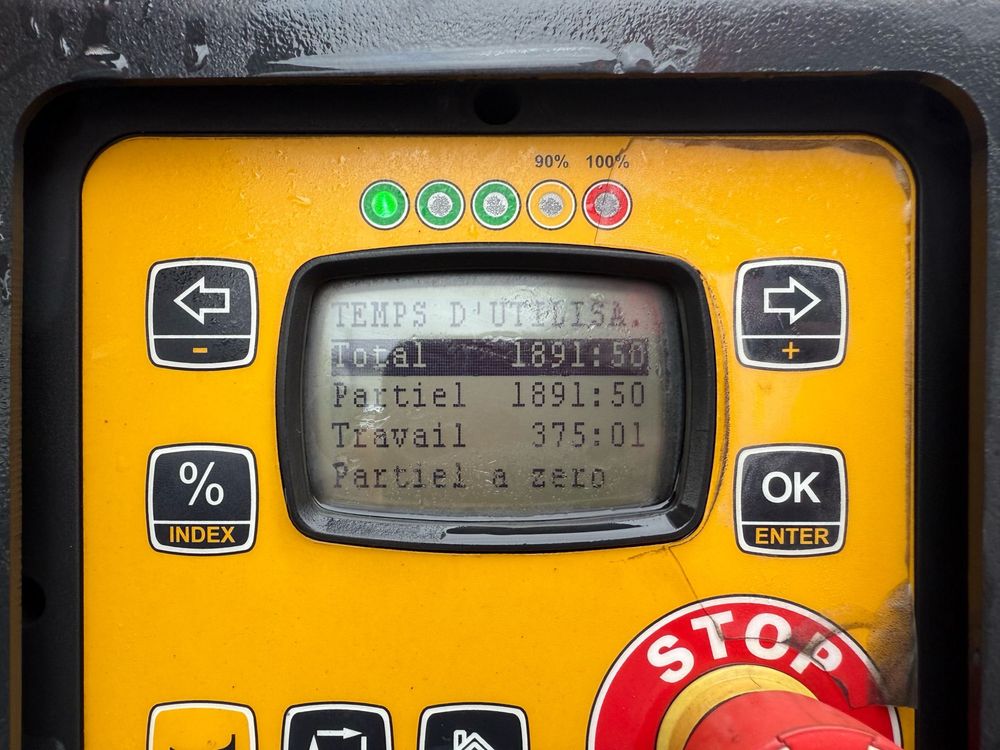 90% 100%
TEMPS D'UTILISA.
Total 1891:50
Partiel 1891:50
Travail 375:01
Partiel a zero
-
+
%
INDEX
OK
ENTER
STOP